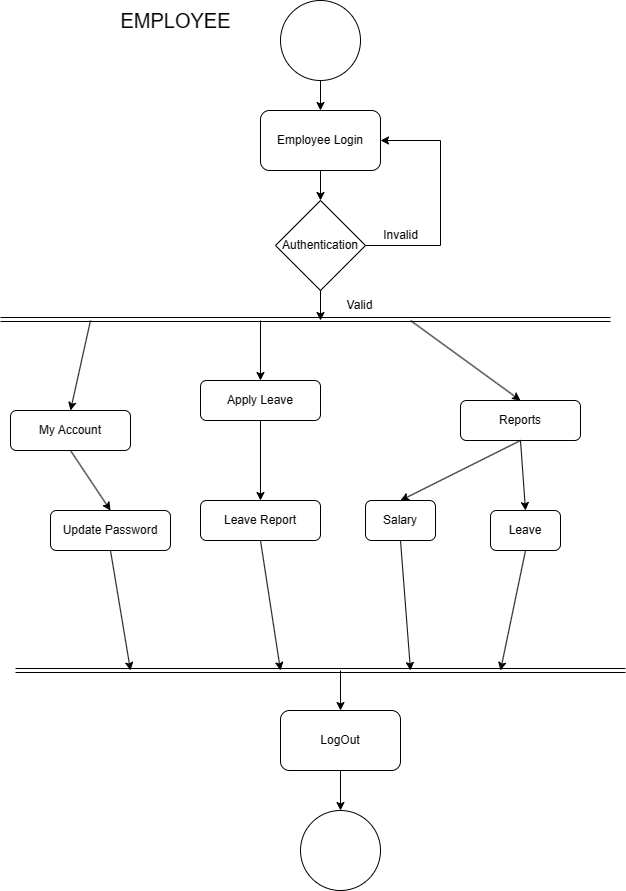 EMPLOYEE
Employee Login
Invalid
Authentication
Valid
My Account
Apply Leave
Reports
Update Password
Leave Report
Salary
Leave
LogOut